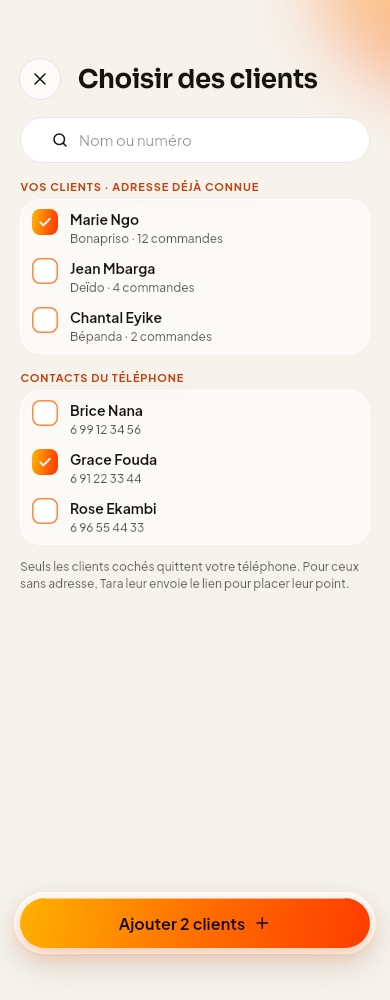 Choisir des clients
Nom ou numéro
VOS CLIENTS · ADRESSE DÉJÀ CONNUE
Marie Ngo
Bonapriso · 12 commandes
Jean Mbarga
Deïdo · 4 commandes
Chantal Eyike
Bépanda · 2 commandes
CONTACTS DU TÉLÉPHONE
Brice Nana
6 99 12 34 56
Grace Fouda
6 91 22 33 44
Rose Ekambi
6 96 55 44 33
Seuls les clients cochés quittent votre téléphone. Pour ceux
sans adresse, Tara leur envoie le lien pour placer leur point.
Ajouter 2 clients +